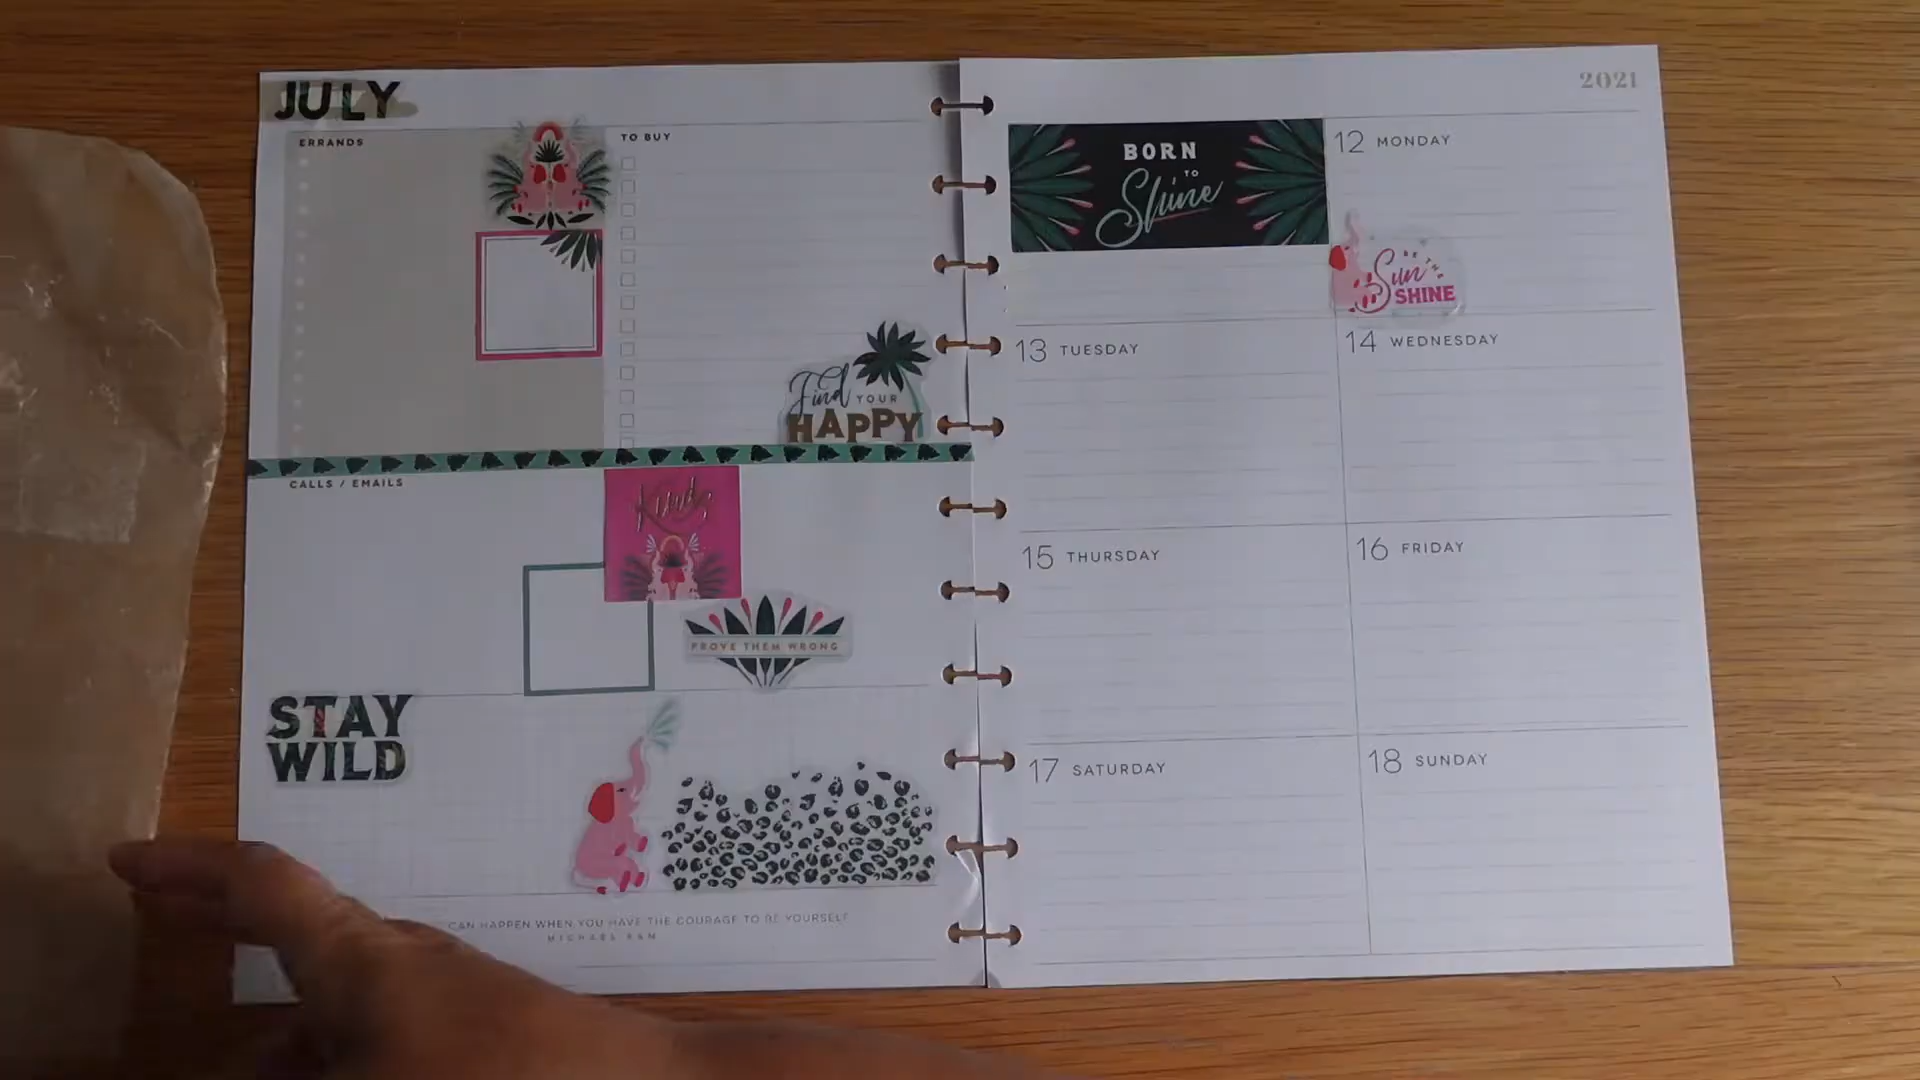 JULY
ERRANDS
TO BUY
Find YOUR
HAPPY
CALLS / EMAILS
Kind
PROVE THEM WRONG
STAY
WILD
CAN HAPPEN WHEN YOU HAVE THE COURAGE TO BE YOURSELF
2021
BORN
TO
Shine
12 MONDAY
BE THE
Sun
SHINE
13 TUESDAY
14 WEDNESDAY
15 THURSDAY
16 FRIDAY
17 SATURDAY
18 SUNDAY